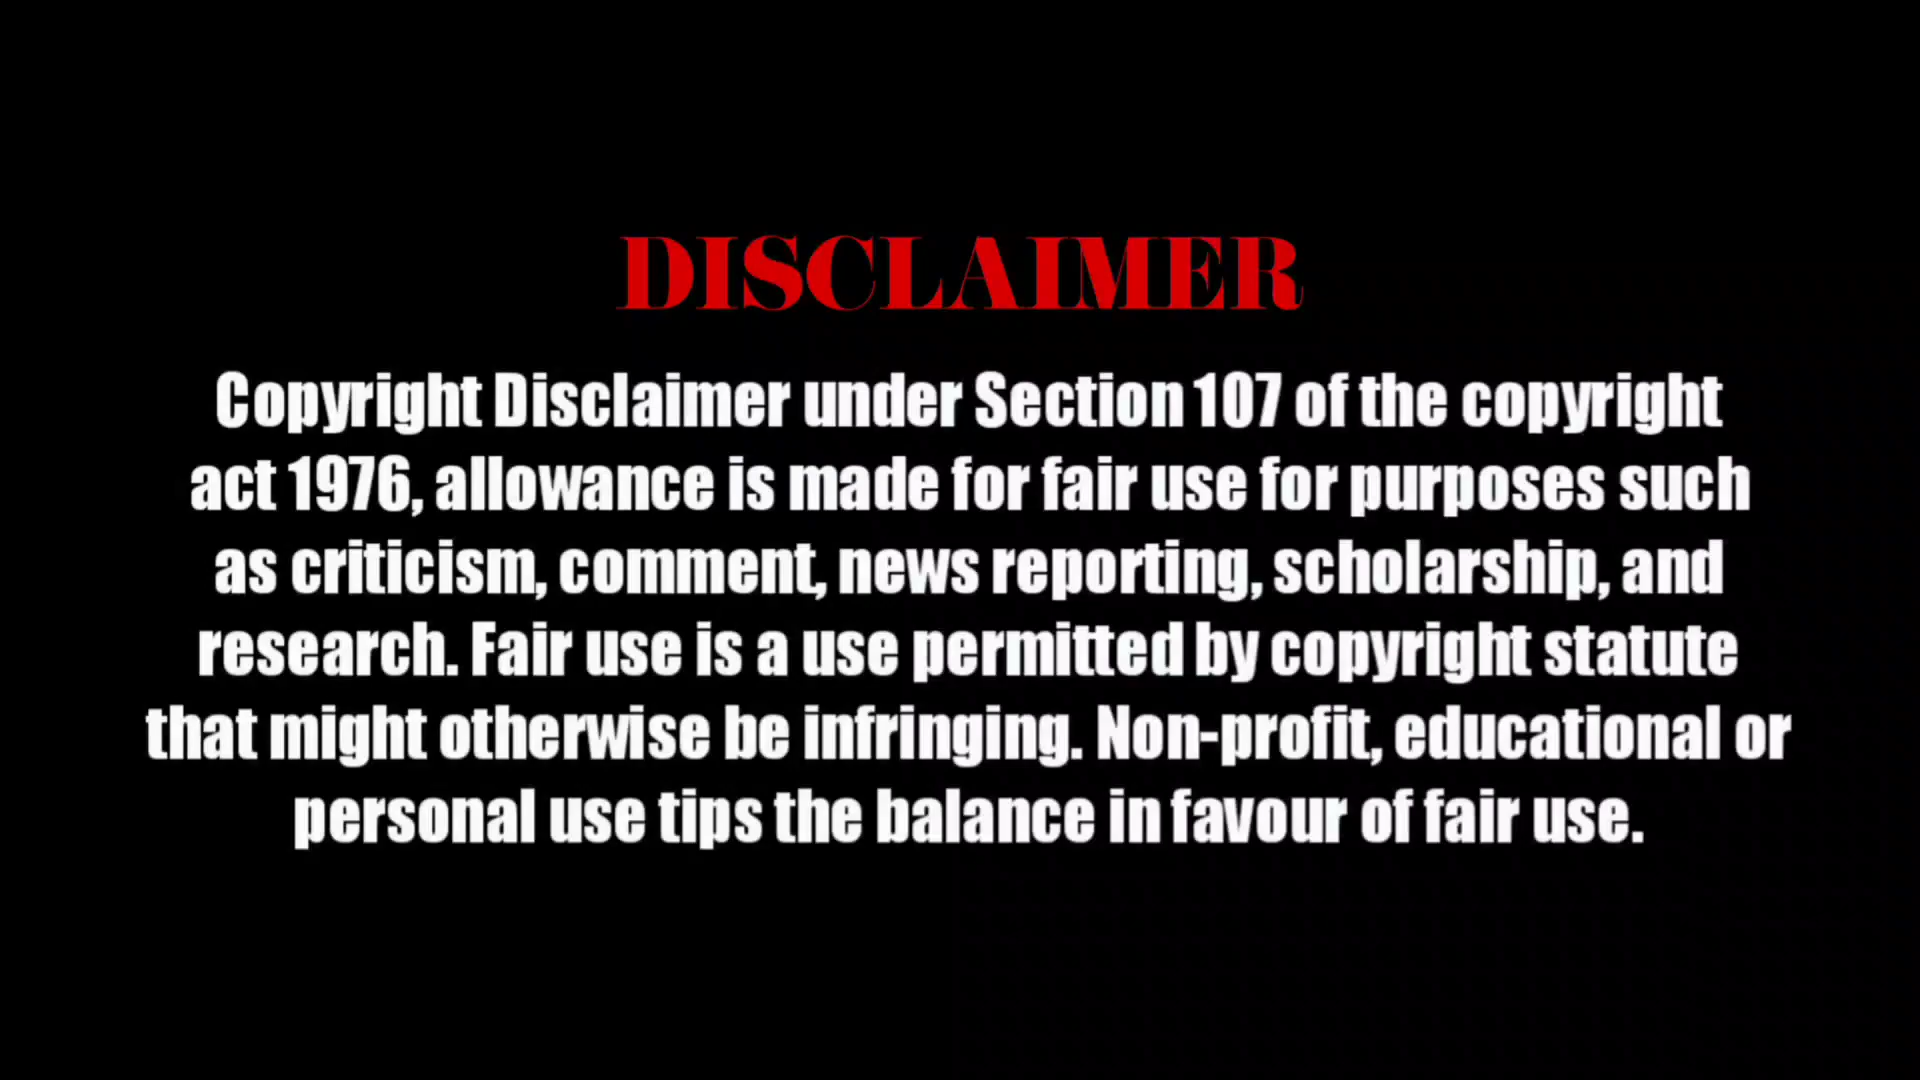 DISCLAIMER
Copyright Disclaimer under Section 107 of the copyright
act 1976, allowance is made for fair use for purposes such
as criticism, comment, news reporting, scholarship, and
research. Fair use is a use permitted by copyright statute
that might otherwise be infringing. Non-profit, educational or
personal use tips the balance in favour of fair use.